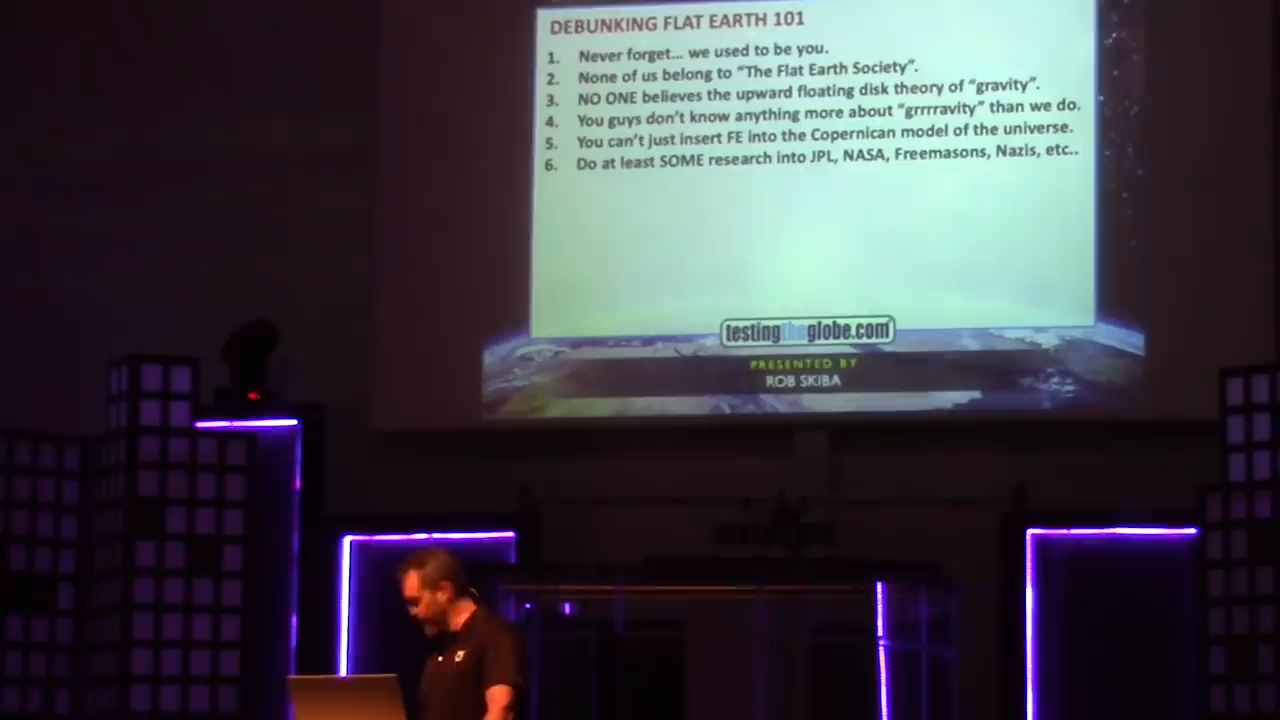 DEBUNKING FLAT EARTH 101
1. Never forget... we used to be you.
2. None of us belong to “The Flat Earth Society”.
3. NO ONE believes the upward floating disk theory of “gravity”.
4. You guys don’t know anything more about “grrrravity” than we do.
5. You can’t just insert FE into the Copernican model of the universe.
6. Do at least SOME research into JPL, NASA, Freemasons, Nazis, etc..
testingtheglobe.com
PRESENTED BY
ROB SKIBA